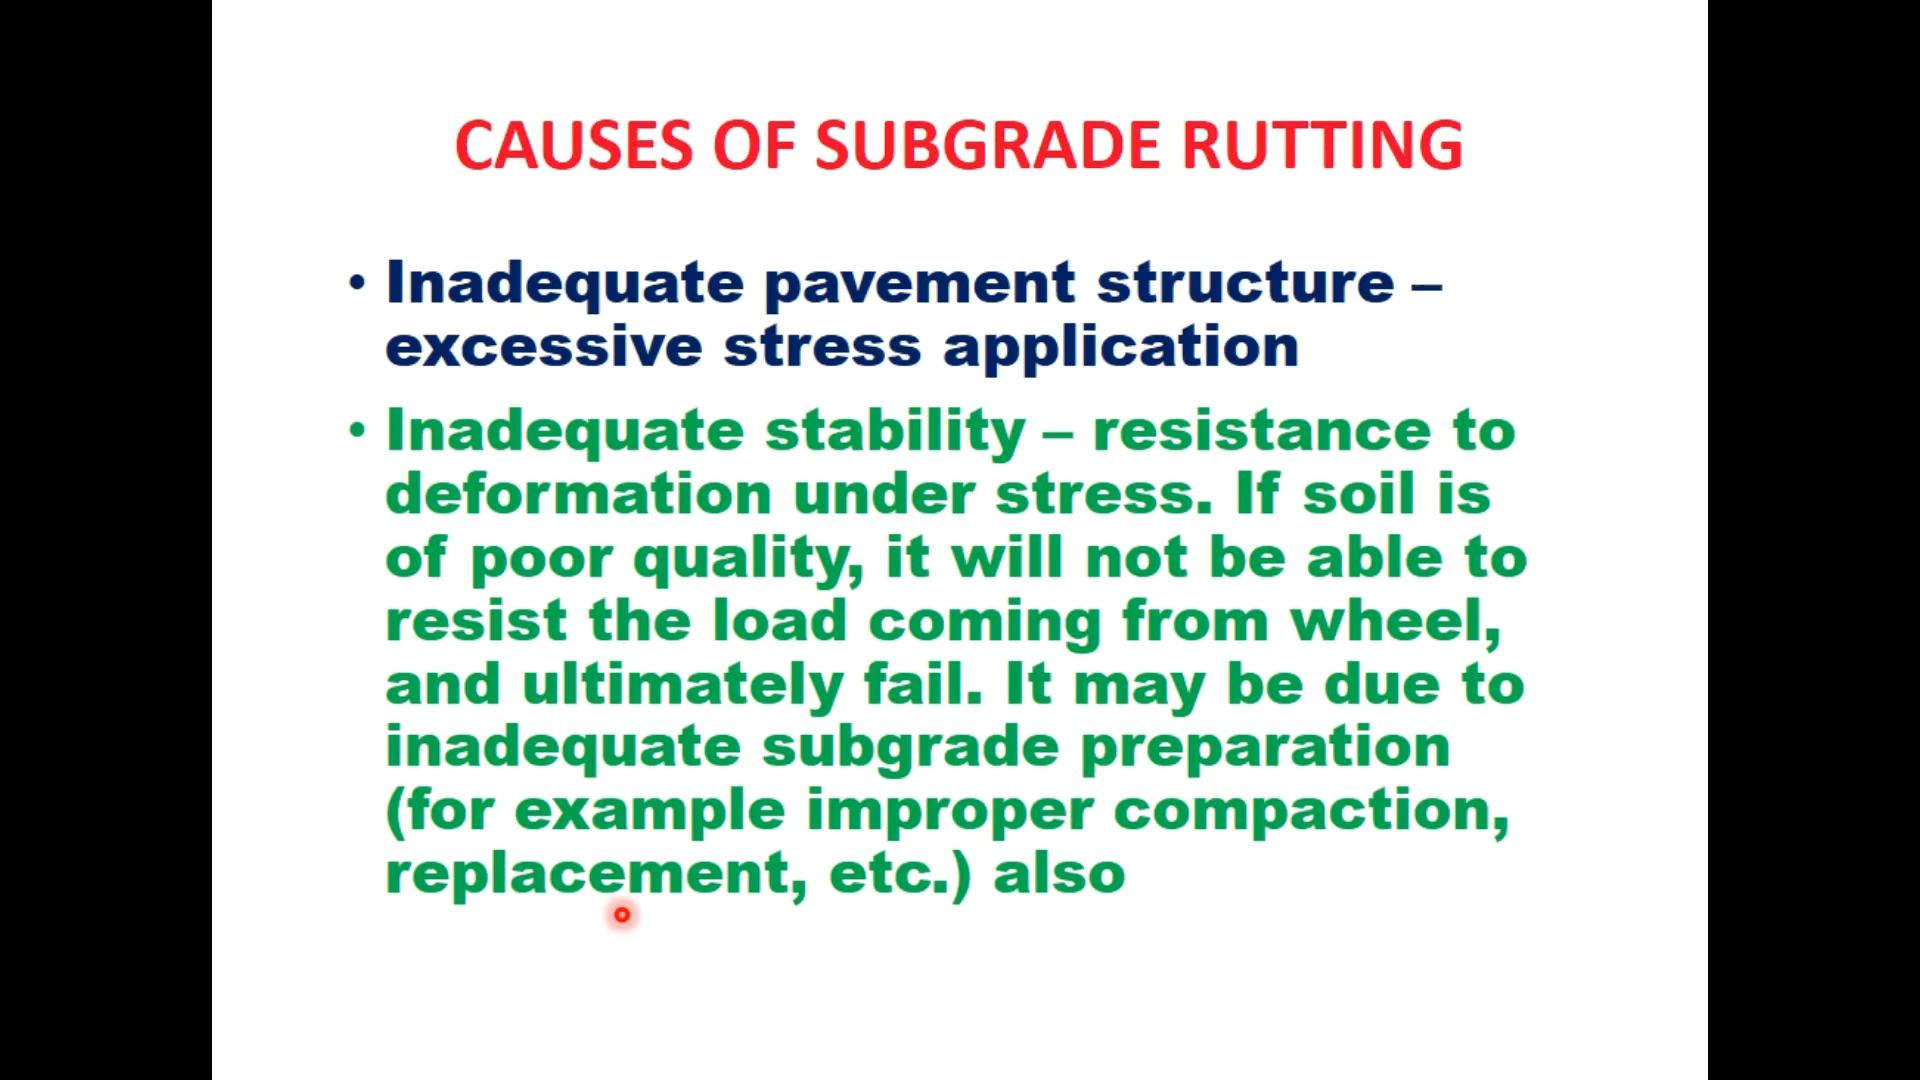 CAUSES OF SUBGRADE RUTTING
• Inadequate pavement structure –
excessive stress application
• Inadequate stability – resistance to
deformation under stress. If soil is
of poor quality, it will not be able to
resist the load coming from wheel,
and ultimately fail. It may be due to
inadequate subgrade preparation
(for example improper compaction,
replacement, etc.) also